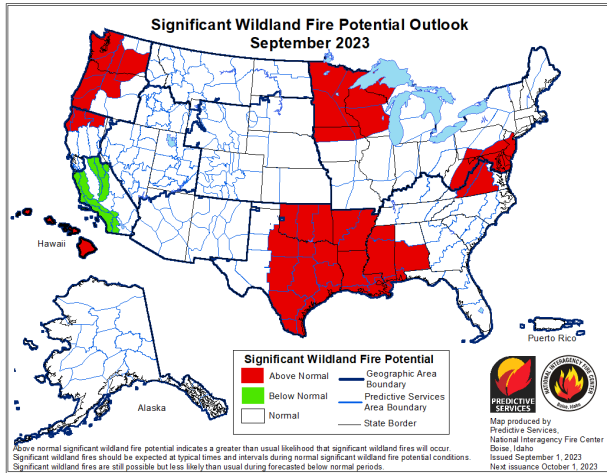 Significant Wildland Fire Potential Outlook
September 2023
Hawaii
Alaska
Puerto Rico
Significant Wildland Fire Potential
Above Normal
Below Normal
Normal
Geographic Area
Boundary
Predictive Services
Area Boundary
State Border
PREDICTIVE
SERVICES
NATIONAL INTERAGENCY FIRE CENTER
Boise, Idaho
Map produced by
Predictive Services,
National Interagency Fire Center
Boise, Idaho
Issued September 1, 2023
Next issuance October 1, 2023
Above normal significant wildland fire potential indicates a greater than usual likelihood that significant wildland fires will occur.
Significant wildland fires should be expected at typical times and intervals during normal significant wildland fire potential conditions.
Significant wildland fires are still possible but less likely than usual during forecasted below normal periods.